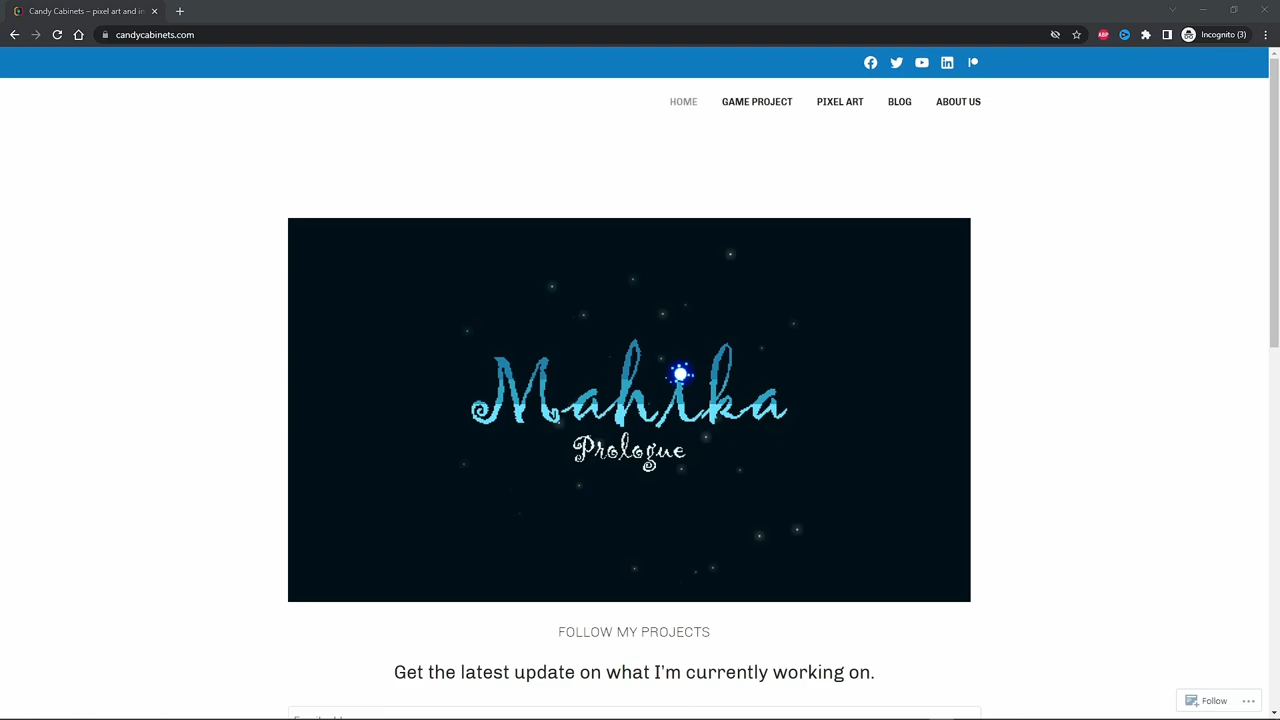 Candy Cabinets – pixel art and in
candycabinets.com
Incognito (3)
HOME
GAME PROJECT
PIXEL ART
BLOG
ABOUT US
Mahika
Prologue
FOLLOW MY PROJECTS
Get the latest update on what I'm currently working on.
Follow